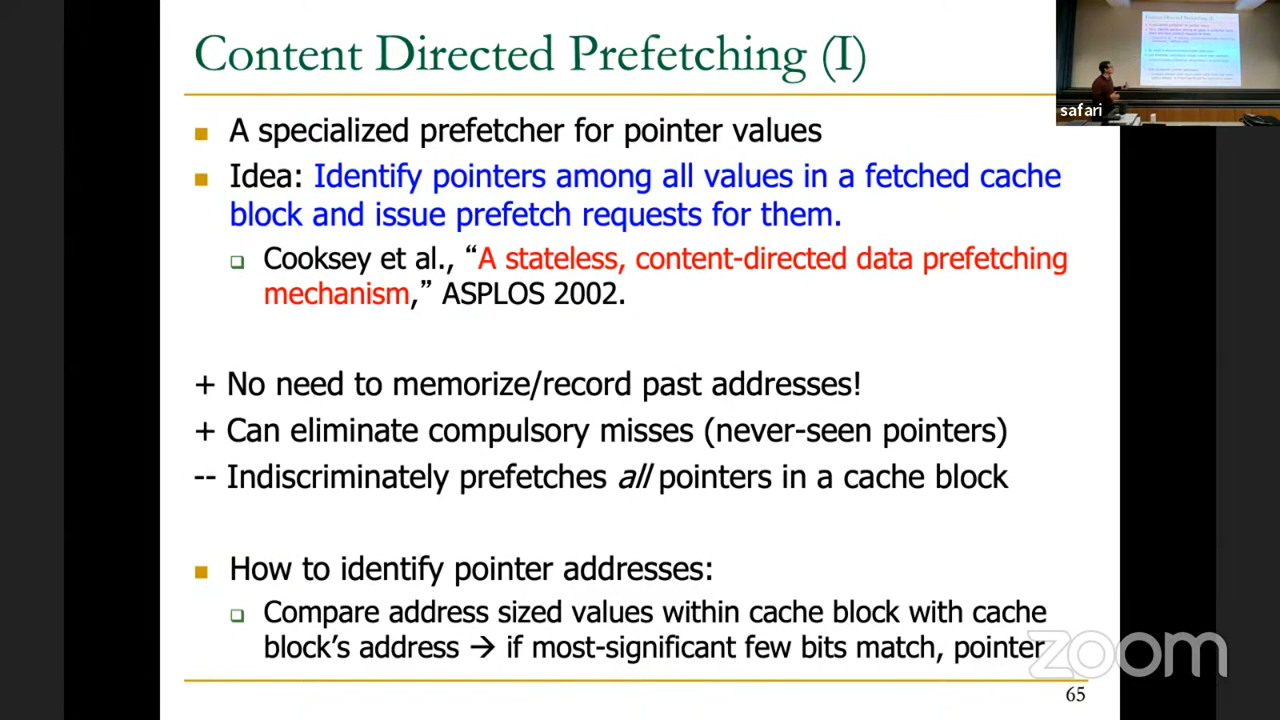 Content Directed Prefetching (I)
safari
A specialized prefetcher for pointer values
Idea: Identify pointers among all values in a fetched cache
block and issue prefetch requests for them.
Cooksey et al., “A stateless, content-directed data prefetching
mechanism,” ASPLOS 2002.
+ No need to memorize/record past addresses!
+ Can eliminate compulsory misses (never-seen pointers)
-- Indiscriminately prefetches all pointers in a cache block
How to identify pointer addresses:
Compare address sized values within cache block with cache
block’s address → if most-significant few bits match, pointer
zoom
65